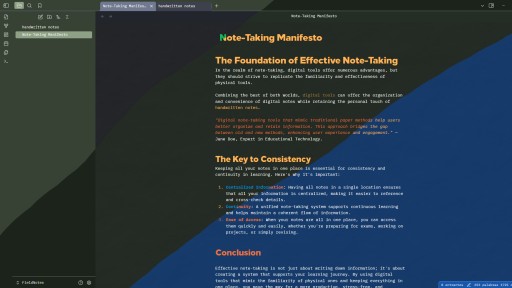 Note-Taking Manifes...
handwritten notes
Note-Taking Manifesto
handwritten notes
Note-Taking Manifesto
Note-Taking Manifesto
The Foundation of Effective Note-Taking
In the realm of note-taking, digital tools offer numerous advantages, but
they should strive to replicate the familiarity and effectiveness of
physical tools.
Combining the best of both worlds, digital tools can offer the organization
and convenience of digital notes while retaining the personal touch of
handwritten notes.
"Digital note-taking tools that mimic traditional paper methods help users
better organize and retain information. This approach bridges the gap
between old and new methods, enhancing user experience and engagement." —
Jane Doe, Expert in Educational Technology.
The Key to Consistency
Keeping all your notes in one place is essential for consistency and
continuity in learning. Here's why it's important:
1. Centralized Information: Having all notes in a single location ensures
that all your information is centralized, making it easier to reference
and cross-check details.
2. Continuity: A unified note-taking system supports continuous learning
and helps maintain a coherent flow of information.
3. Ease of Access: When your notes are all in one place, you can access
them quickly and easily, whether you're preparing for exams, working on
projects, or simply revising.
Conclusion
Effective note-taking is not just about writing down information; it's about
creating a system that supports your learning journey. By using digital
tools that mimic the familiarity of physical ones and keeping everything in
one place, you pave the way for a more productive, stress-free, and
FieldNotes